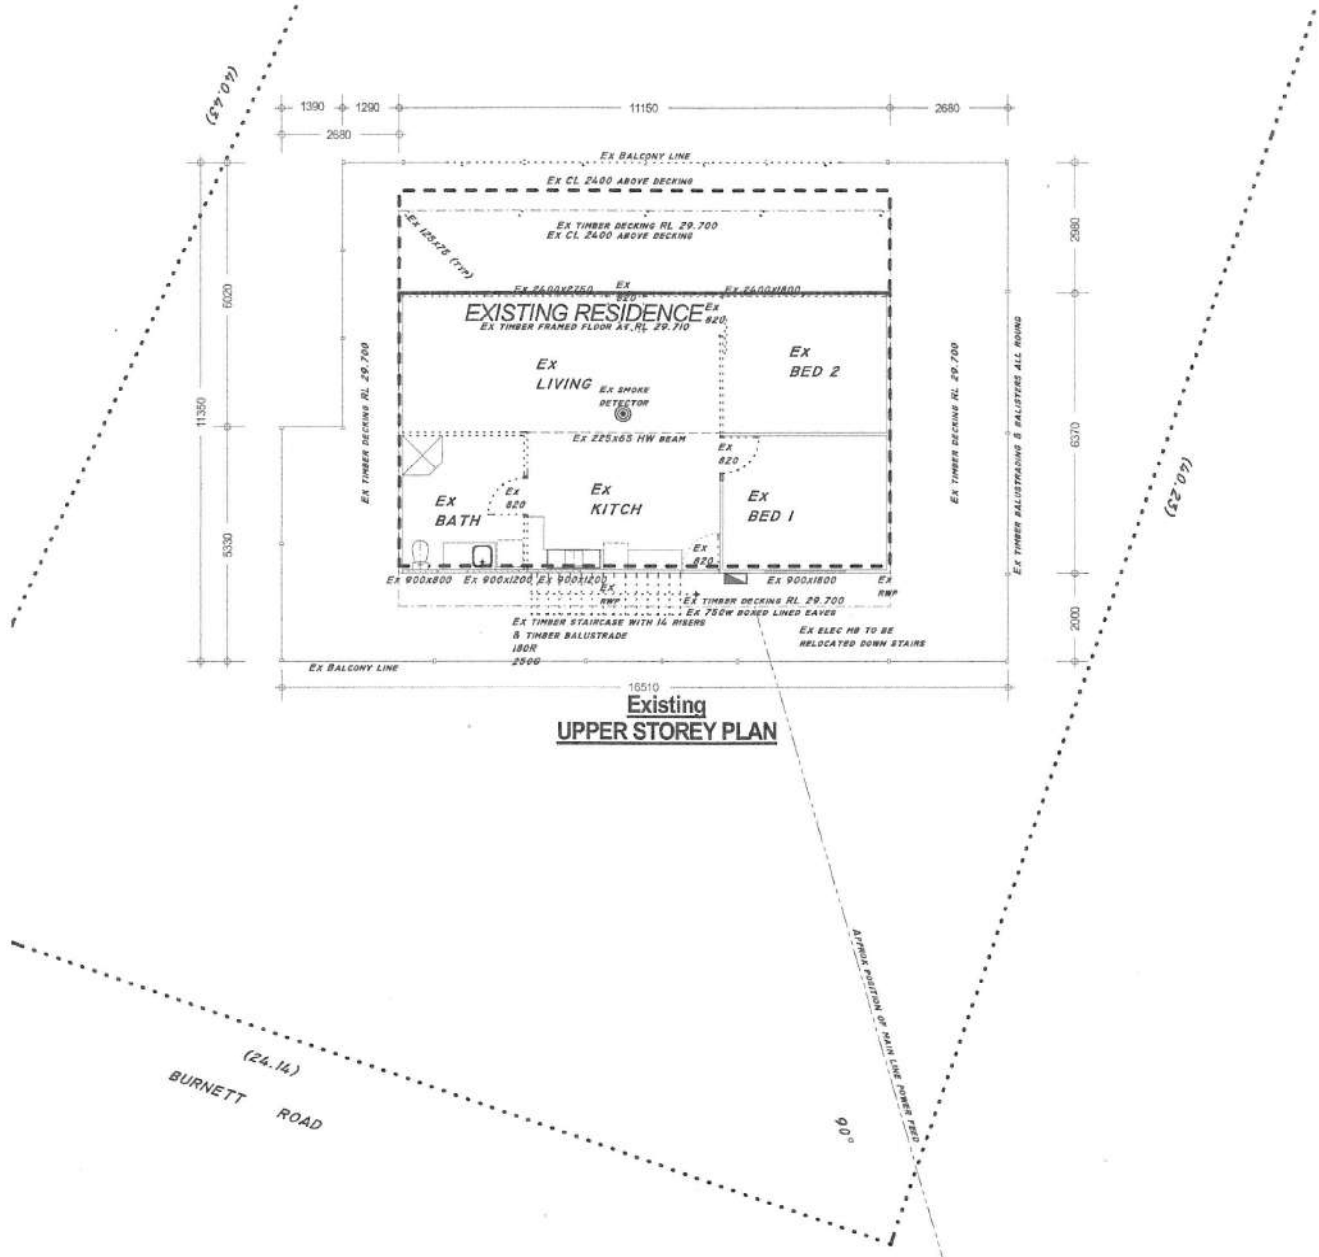 (40.43)
1390
1290
11150
2680
2680
Ex BALCONY LINE
Ex CL 2400 ABOVE DECKING
Ex TIMBER DECKING RL 29.700
Ex CL 2400 ABOVE DECKING
Ex 125x75 (TYP)
2980
6020
Ex 2400x2750
Ex
820
Ex 2400x1800
EXISTING RESIDENCE
Ex
820
Ex TIMBER FRAMED FLOOR AT RL 29.710
Ex
LIVING
Ex SMOKE
DETECTOR
Ex
BED 2
Ex TIMBER DECKING RL 29.700
Ex TIMBER DECKING RL 29.700
Ex TIMBER BALUSTRADING & BALISTERS ALL ROUND
11350
6370
Ex 225x65 HW BEAM
Ex
820
(40.23)
Ex
BATH
Ex
820
Ex
KITCH
Ex
BED 1
5330
Ex
820
Ex 900x800
Ex 900x1200
Ex 900x1200
Ex 900x1800
Ex
RWP
Ex
RWP
Ex TIMBER DECKING RL 29.700
Ex 750W BOXED LINED EAVES
2000
Ex TIMBER STAIRCASE WITH 14 RISERS
& TIMBER BALUSTRADE
180R
250G
Ex ELEC MB TO BE
RELOCATED DOWN STAIRS
Ex BALCONY LINE
16510
Existing
UPPER STOREY PLAN
APPROX POSITION OF MAIN LINE POWER FEED
(24.14)
BURNETT ROAD
90°